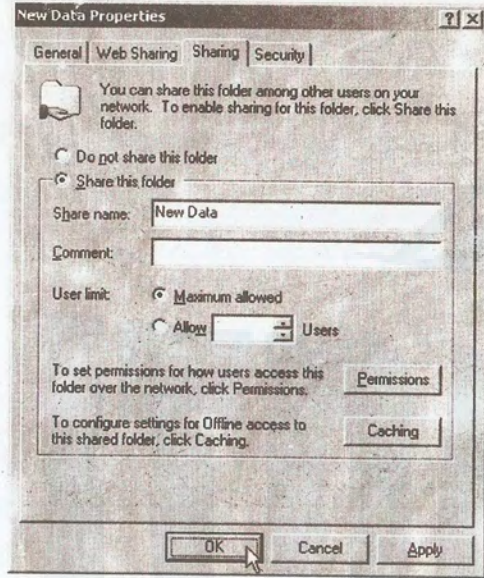 New Data Properties ? ×
General Web Sharing Sharing Security
You can share this folder among other users on your
network. To enable sharing for this folder, click Share this
folder.
Do not share this folder
Share this folder
Share name: New Data
Comment:
User limit: Maximum allowed
Allow Users
To set permissions for how users access this
folder over the network, click Permissions.
Permissions
To configure settings for Offline access to
this shared folder, click Caching.
Caching
OK Cancel Apply